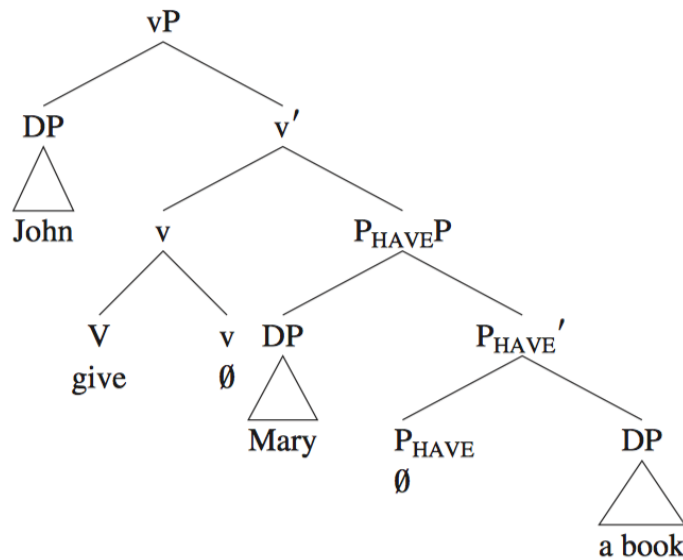 vP
DP v′
John v P_HAVE P
V v DP P_HAVE′
give Ø Mary P_HAVE DP
Ø a book